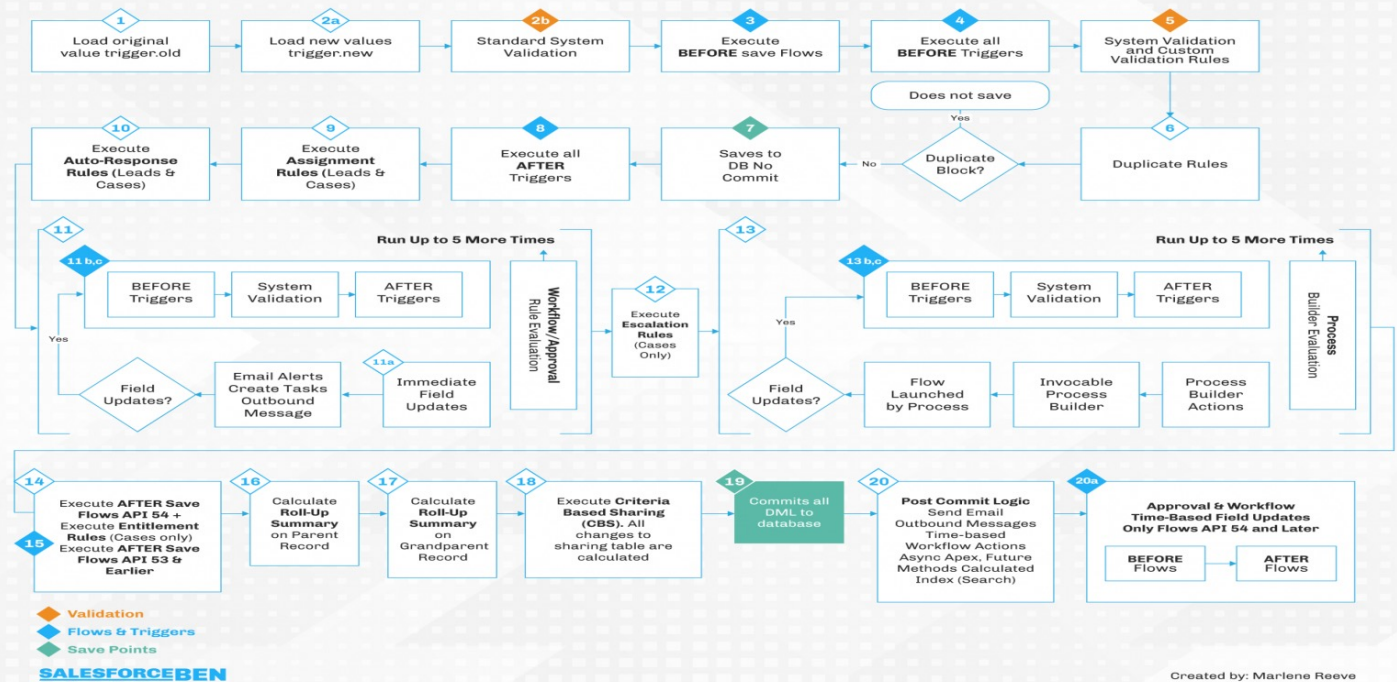 1
Load original
value trigger.old
2a
Load new values
trigger.new
2b
Standard System
Validation
3
Execute
BEFORE save Flows
4
Execute all
BEFORE Triggers
5
System Validation
and Custom
Validation Rules
Does not save
Yes
10
Execute
Auto-Response
Rules (Leads &
Cases)
9
Execute
Assignment
Rules (Leads &
Cases)
8
Execute all
AFTER
Triggers
7
Saves to
DB No
Commit
No
Duplicate
Block?
6
Duplicate Rules
11
Run Up to 5 More Times
11 b,c
BEFORE
Triggers
System
Validation
AFTER
Triggers
Yes
Field
Updates?
Email Alerts
Create Tasks
Outbound
Message
11a
Immediate
Field
Updates
Workflow/Approval
Rule Evaluation
12
Execute
Escalation
Rules
(Cases
Only)
13
Run Up to 5 More Times
13 b,c
BEFORE
Triggers
System
Validation
AFTER
Triggers
Yes
Field
Updates?
Flow
Launched
by Process
Invocable
Process
Builder
Process
Builder
Actions
Process
Builder Evaluation
14
Execute AFTER Save
Flows API 54 +
Execute Entitlement
Rules (Cases only)
15
Execute AFTER Save
Flows API 53 &
Earlier
16
Calculate
Roll-Up
Summary
on Parent
Record
17
Calculate
Roll-Up
Summary
on
Grandparent
Record
18
Execute Criteria
Based Sharing
(CBS). All
changes to
sharing table are
calculated
19
Commits all
DML to
database
20
Post Commit Logic
Send Email
Outbound Messages
Time-based
Workflow Actions
Async Apex, Future
Methods Calculated
Index (Search)
20a
Approval & Workflow
Time-Based Field Updates
Only Flows API 54 and Later
BEFORE
Flows
AFTER
Flows
Validation
Flows & Triggers
Save Points
SALESFORCEBEN
Created by: Marlene Reeve